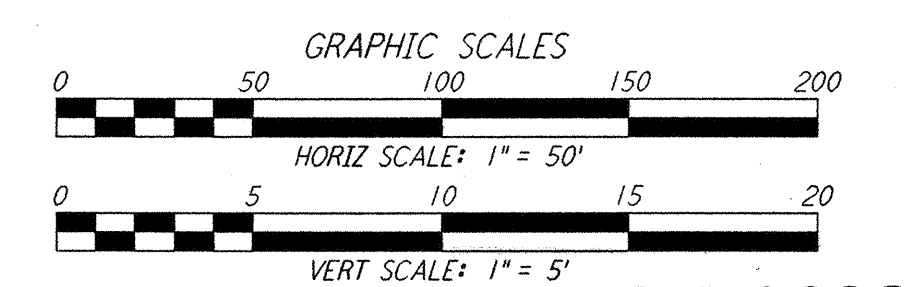 GRAPHIC SCALES
0 50 100 150 200
HORIZ SCALE: 1" = 50'
0 5 10 15 20
VERT SCALE: 1" = 5'